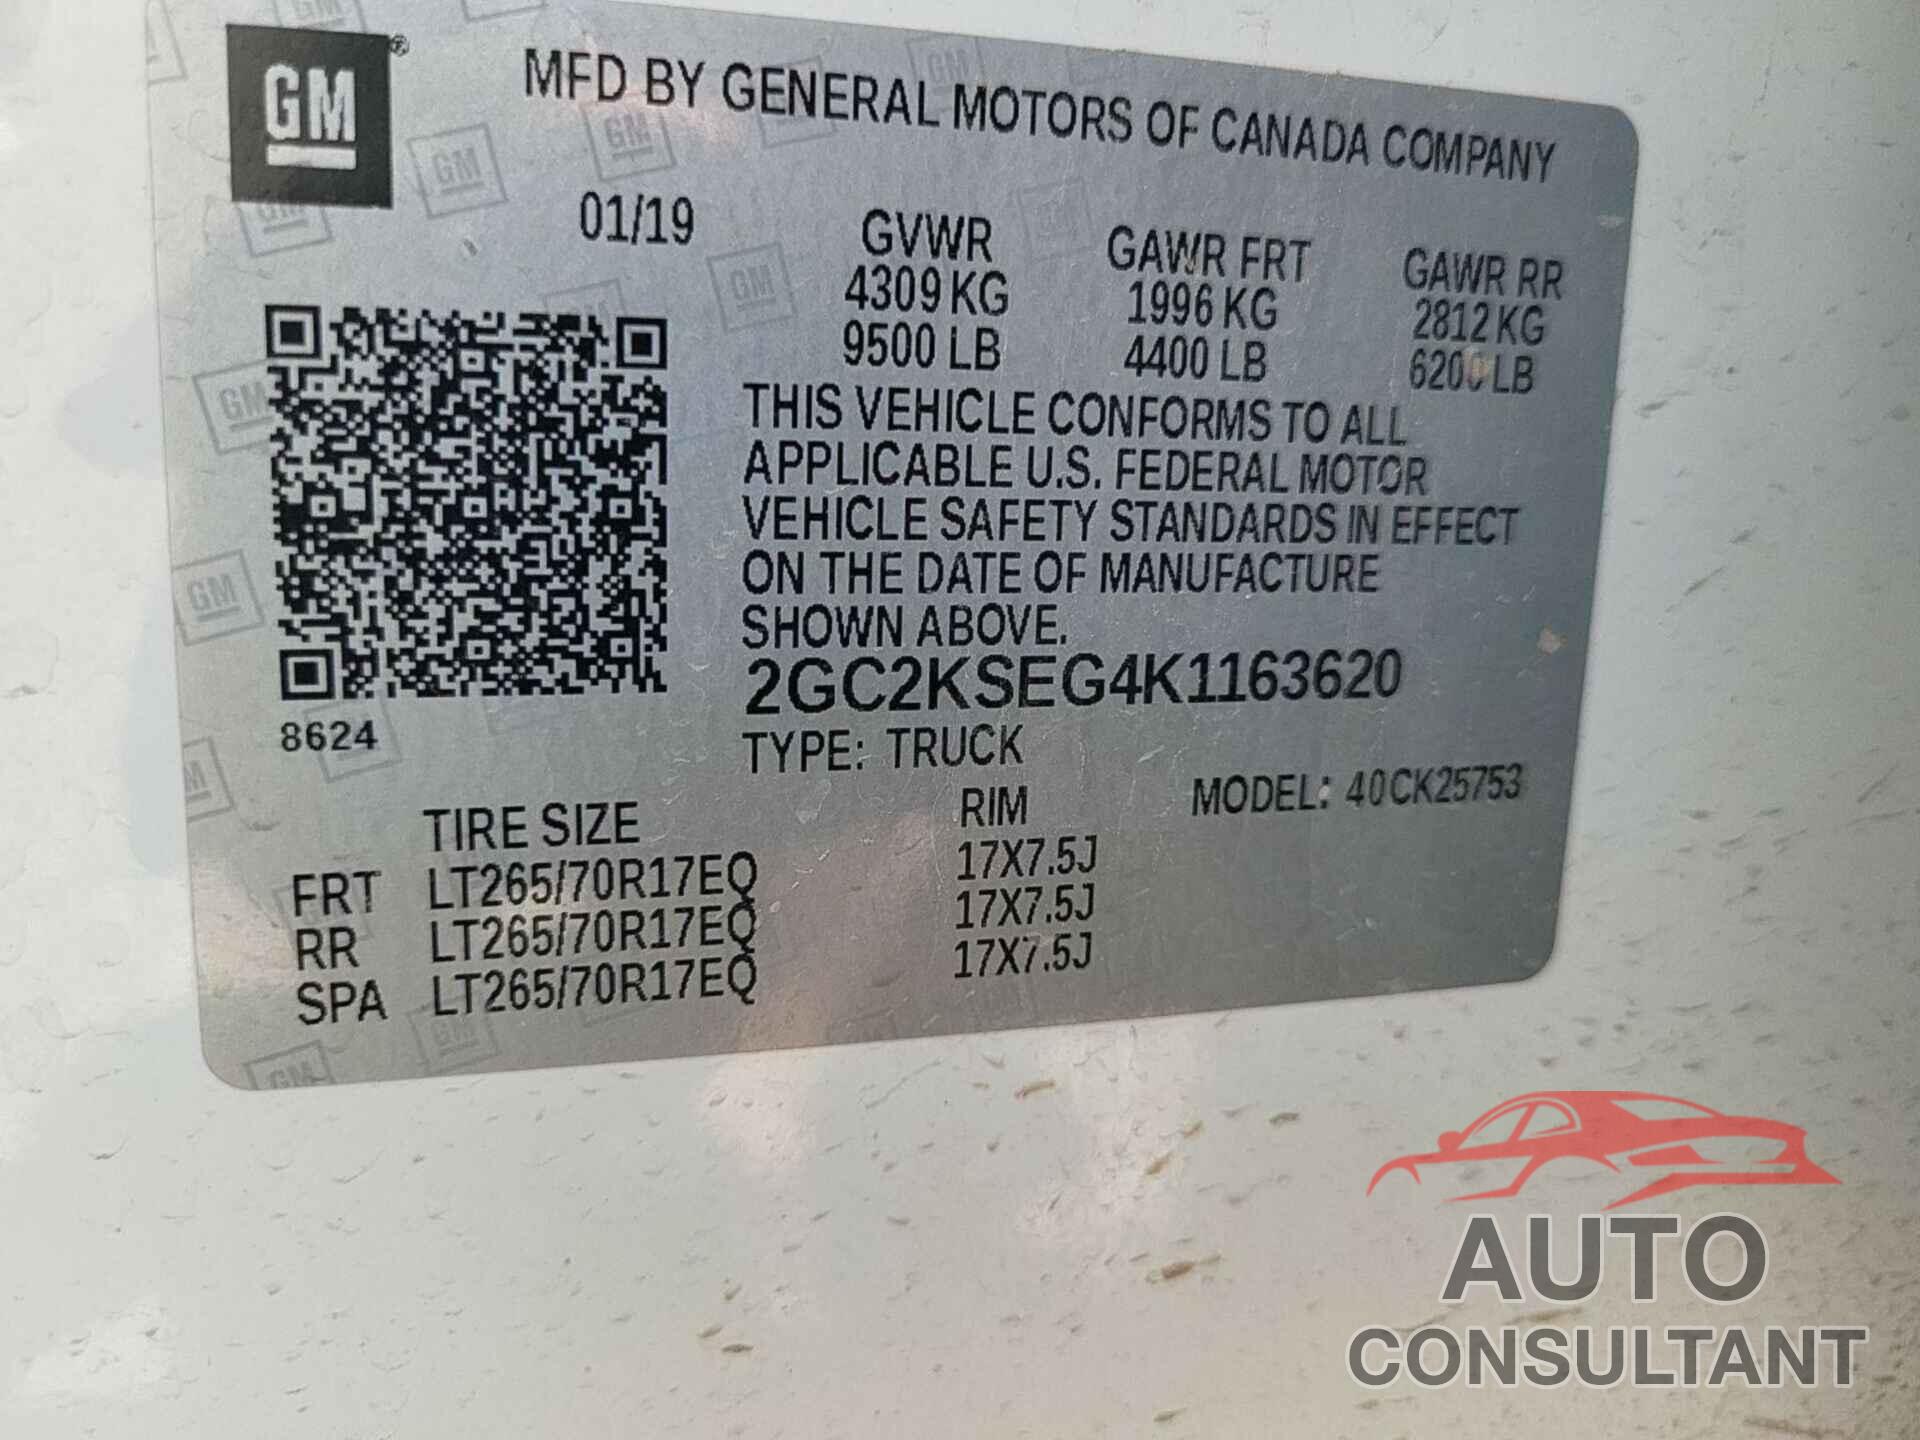 GM ®
MFD BY GENERAL MOTORS OF CANADA COMPANY
01/19
GVWR GAWR FRT GAWR RR
4309 KG 1996 KG 2812 KG
9500 LB 4400 LB 6200 LB
THIS VEHICLE CONFORMS TO ALL
APPLICABLE U.S. FEDERAL MOTOR
VEHICLE SAFETY STANDARDS IN EFFECT
ON THE DATE OF MANUFACTURE
SHOWN ABOVE.
2GC2KSEG4K1163620
8624
TYPE: TRUCK
MODEL: 40CK25753
TIRE SIZE RIM
FRT LT265/70R17EQ 17X7.5J
RR LT265/70R17EQ 17X7.5J
SPA LT265/70R17EQ 17X7.5J
AUTO
CONSULTANT